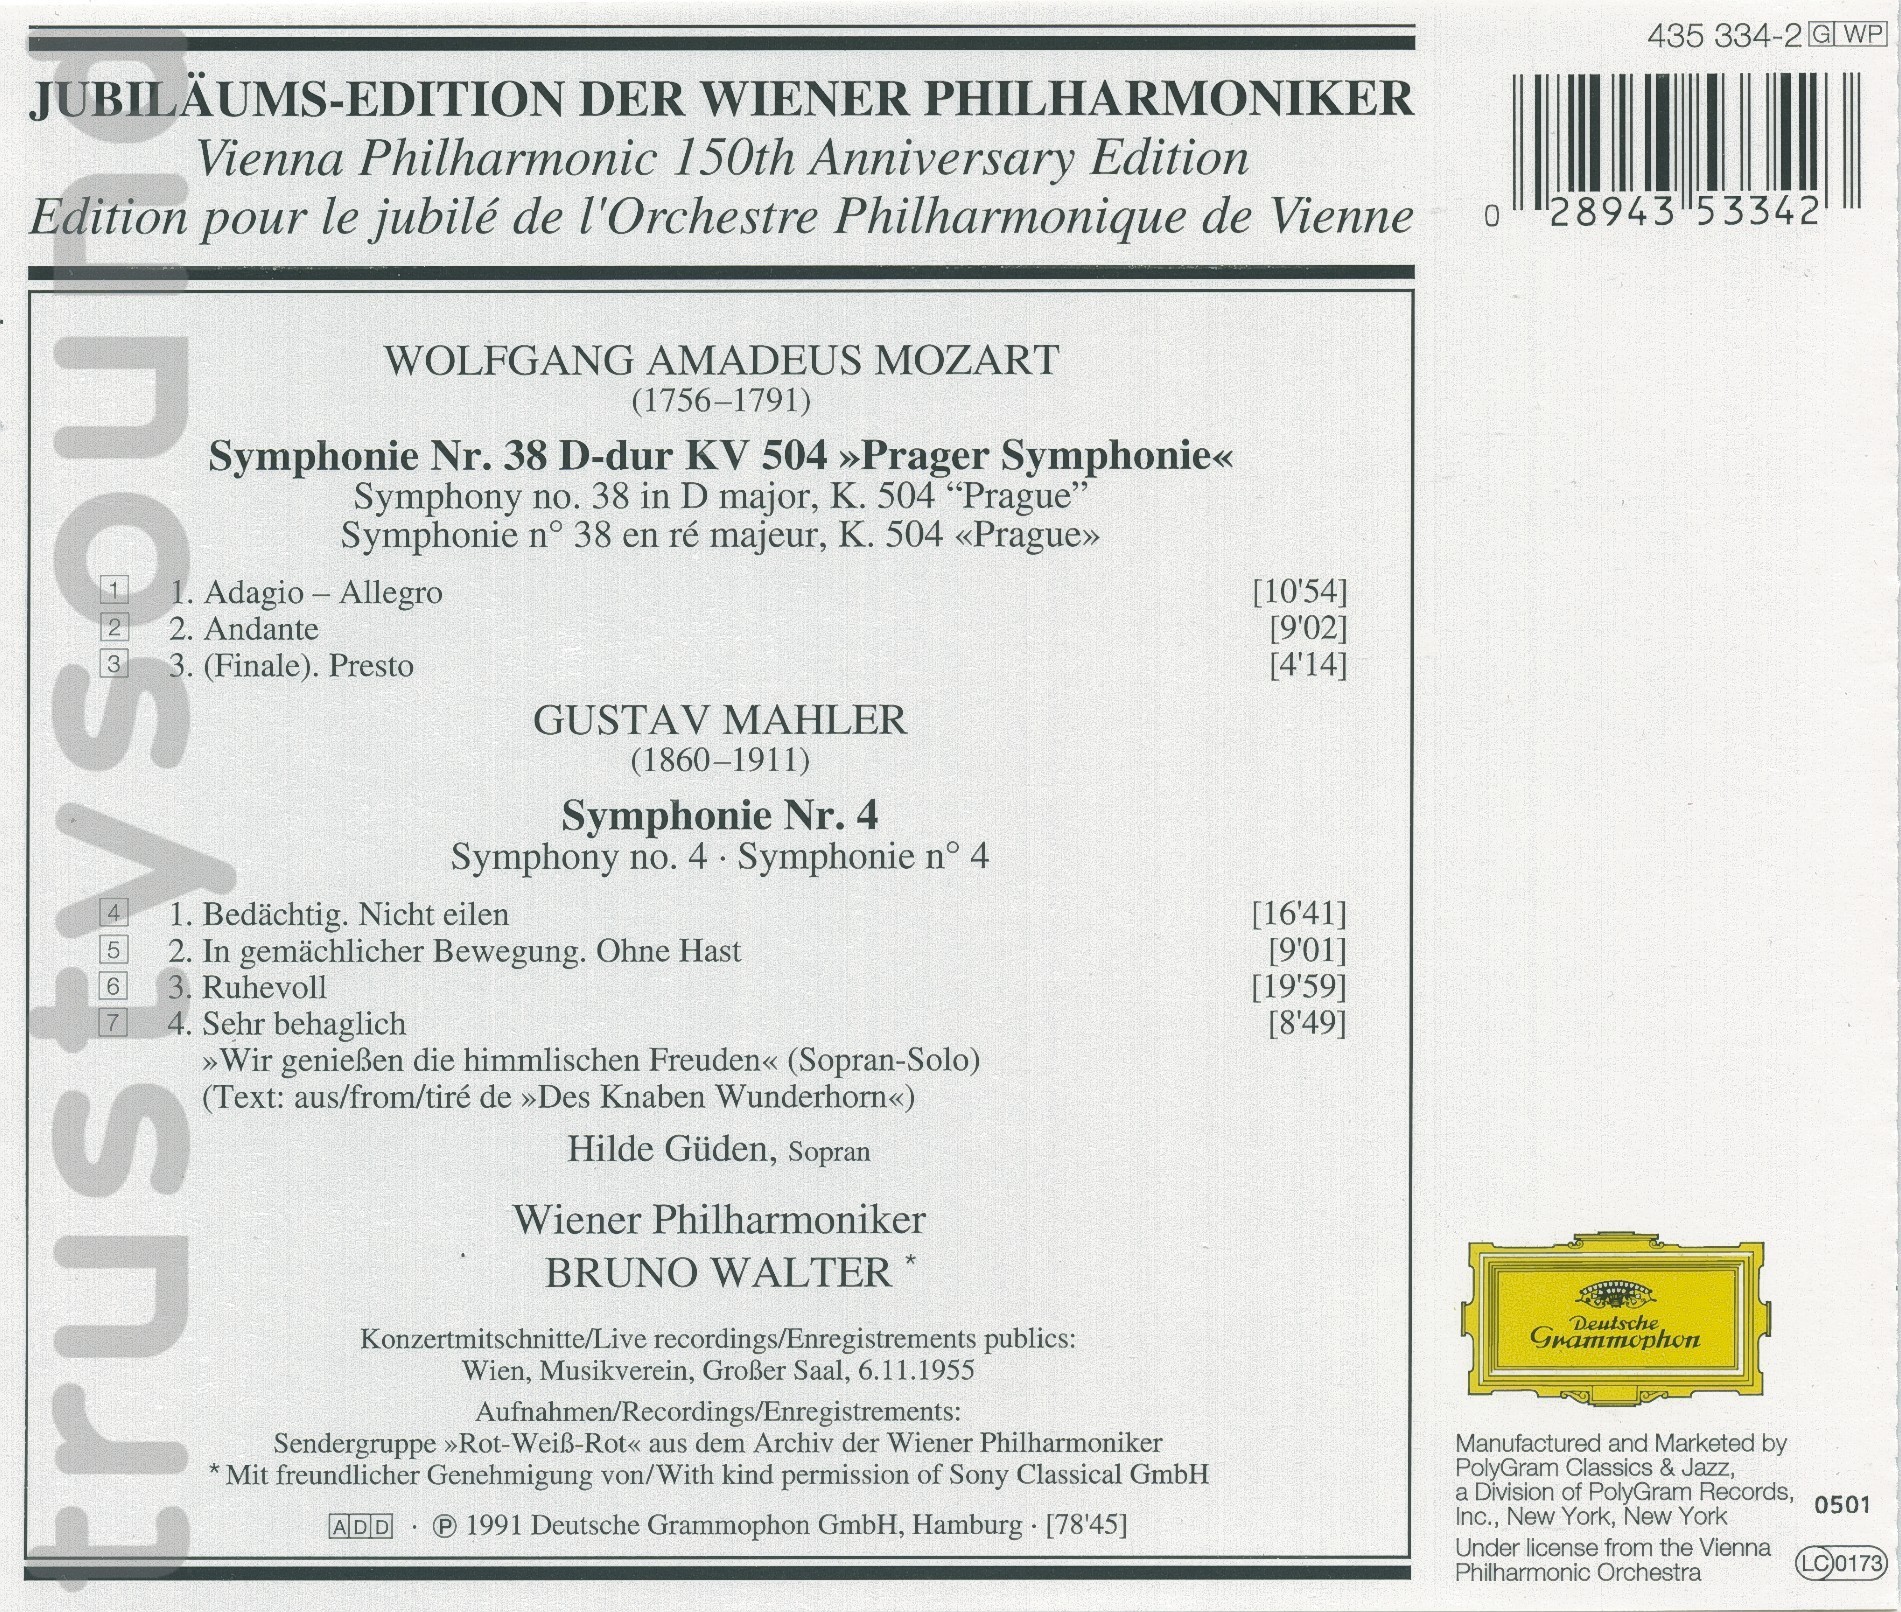 435 334-2 G WP
0 28943 53342
JUBILÄUMS-EDITION DER WIENER PHILHARMONIKER
Vienna Philharmonic 150th Anniversary Edition
Edition pour le jubilé de l'Orchestre Philharmonique de Vienne
WOLFGANG AMADEUS MOZART
(1756–1791)
Symphonie Nr. 38 D-dur KV 504 »Prager Symphonie«
Symphony no. 38 in D major, K. 504 “Prague”
Symphonie n° 38 en ré majeur, K. 504 «Prague»
1 1. Adagio – Allegro [10'54]
2 2. Andante [9'02]
3 3. (Finale). Presto [4'14]
GUSTAV MAHLER
(1860–1911)
Symphonie Nr. 4
Symphony no. 4 · Symphonie n° 4
4 1. Bedächtig. Nicht eilen [16'41]
5 2. In gemächlicher Bewegung. Ohne Hast [9'01]
6 3. Ruhevoll [19'59]
7 4. Sehr behaglich [8'49]
»Wir genießen die himmlischen Freuden« (Sopran-Solo)
(Text: aus/from/tiré de »Des Knaben Wunderhorn«)
Hilde Güden, Sopran
Wiener Philharmoniker
BRUNO WALTER *
Konzertmitschnitte/Live recordings/Enregistrements publics:
Wien, Musikverein, Großer Saal, 6.11.1955
Aufnahmen/Recordings/Enregistrements:
Sendergruppe »Rot-Weiß-Rot« aus dem Archiv der Wiener Philharmoniker
* Mit freundlicher Genehmigung von/With kind permission of Sony Classical GmbH
ADD · ℗ 1991 Deutsche Grammophon GmbH, Hamburg · [78'45]
Deutsche
Grammophon
Manufactured and Marketed by
PolyGram Classics & Jazz,
a Division of PolyGram Records,
Inc., New York, New York
0501
Under license from the Vienna
Philharmonic Orchestra
LC 0173
trustysound